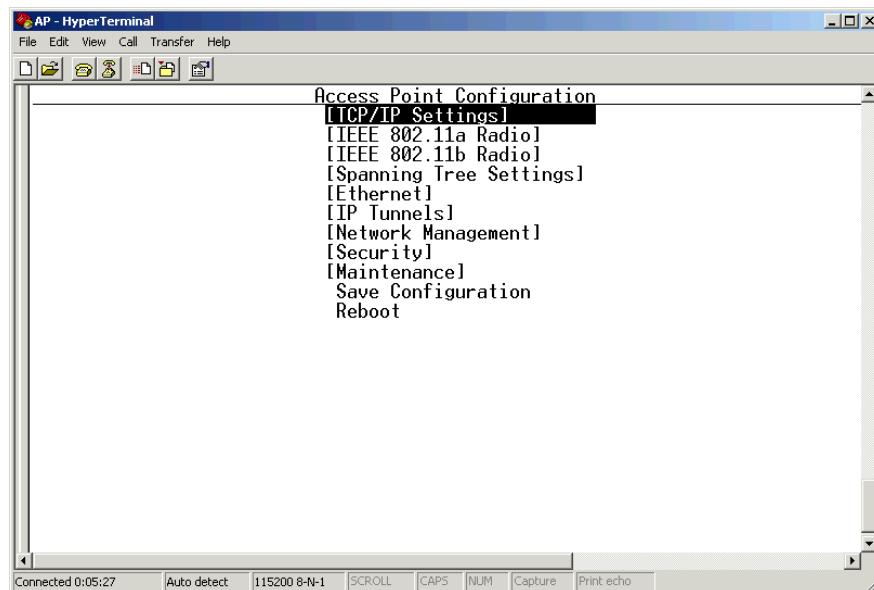 AP - HyperTerminal
File Edit View Call Transfer Help
Access Point Configuration
[TCP/IP Settings]
[IEEE 802.11a Radio]
[IEEE 802.11b Radio]
[Spanning Tree Settings]
[Ethernet]
[IP Tunnels]
[Network Management]
[Security]
[Maintenance]
Save Configuration
Reboot
Connected 0:05:27 Auto detect 115200 8-N-1 SCROLL CAPS NUM Capture Print echo